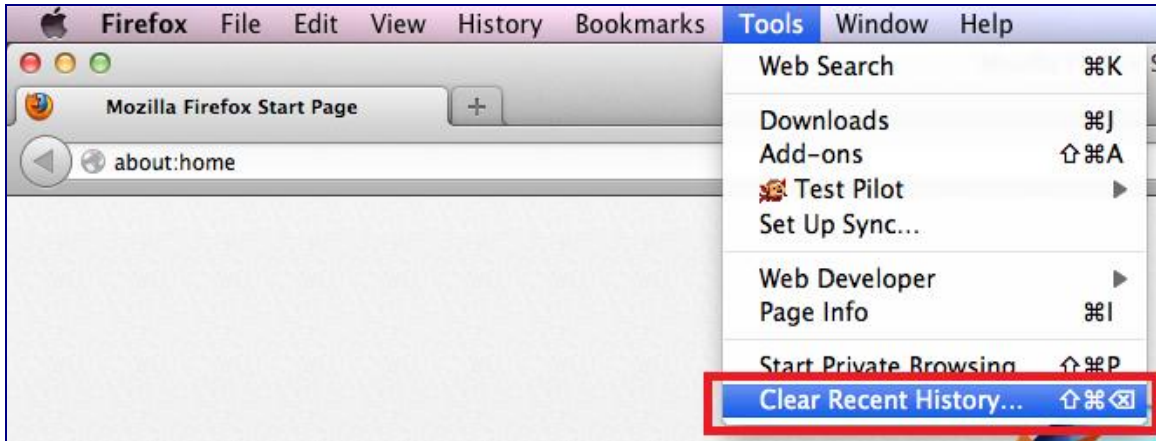 Firefox File Edit View History Bookmarks Tools Window Help
Web Search ⌘K
Mozilla Firefox Start Page +
Downloads ⌘J
Add-ons ⇧⌘A
about:home
Test Pilot ▶
Set Up Sync...
Web Developer ▶
Page Info ⌘I
Start Private Browsing ⇧⌘P
Clear Recent History... ⇧⌘⌫